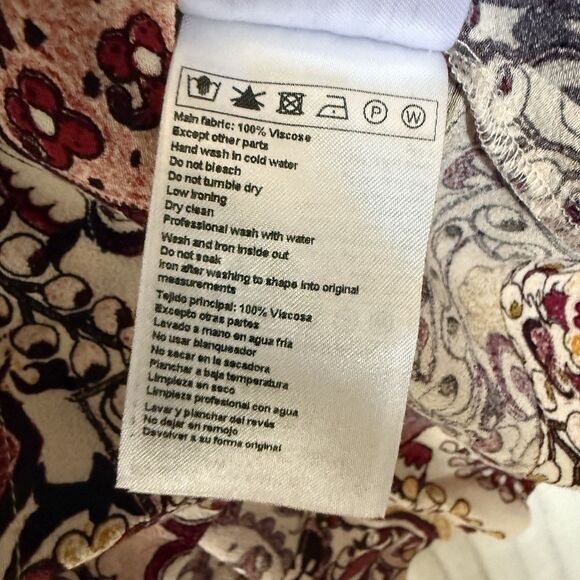 P W
Main fabric: 100% Viscose
Except other parts
Hand wash in cold water
Do not bleach
Do not tumble dry
Low ironing
Dry clean
Professional wash with water
Wash and iron inside out
Do not soak
Iron after washing to shape into original
measurements
Tejido principal: 100% Viscosa
Excepto otras partes
Lavado a mano en agua fría
No usar blanqueador
No secar en la secadora
Planchar a baja temperatura
Limpieza en seco
Limpieza profesional con agua
Lavar y planchar del revés
No dejar en remojo
Devolver a su forma original